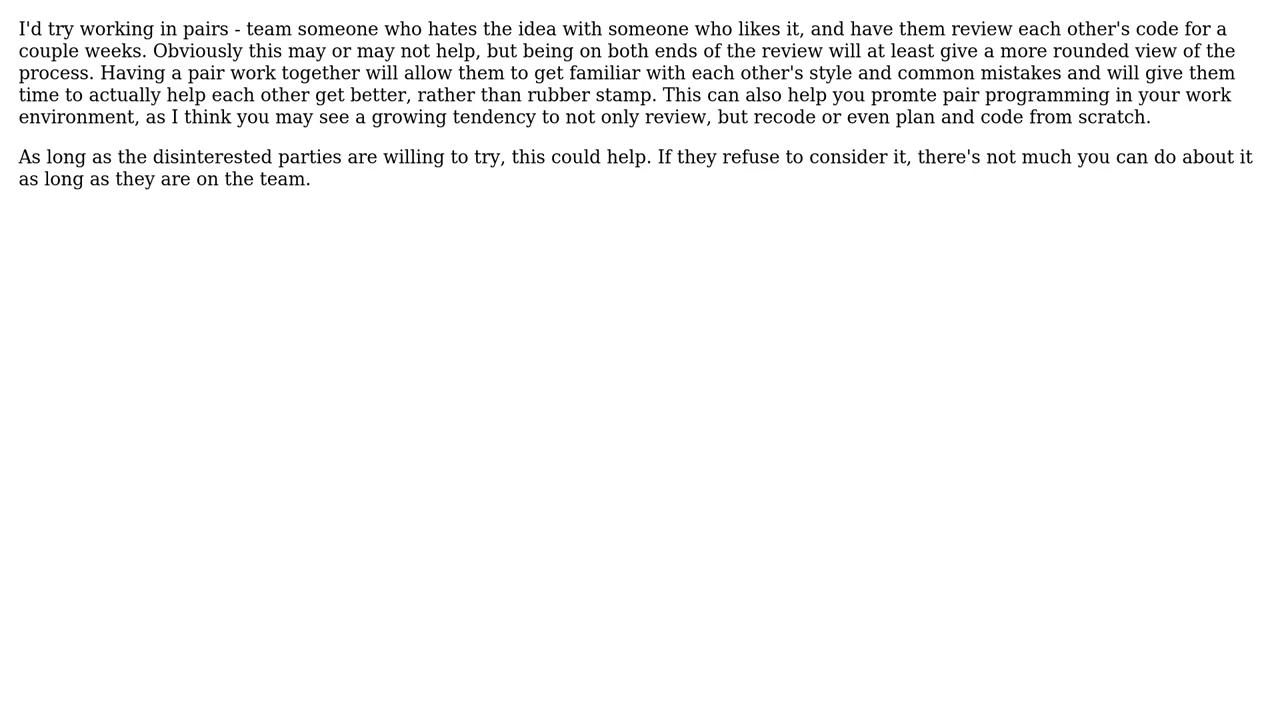 I'd try working in pairs - team someone who hates the idea with someone who likes it, and have them review each other's code for a
couple weeks. Obviously this may or may not help, but being on both ends of the review will at least give a more rounded view of the
process. Having a pair work together will allow them to get familiar with each other's style and common mistakes and will give them
time to actually help each other get better, rather than rubber stamp. This can also help you promte pair programming in your work
environment, as I think you may see a growing tendency to not only review, but recode or even plan and code from scratch.
As long as the disinterested parties are willing to try, this could help. If they refuse to consider it, there's not much you can do about it
as long as they are on the team.